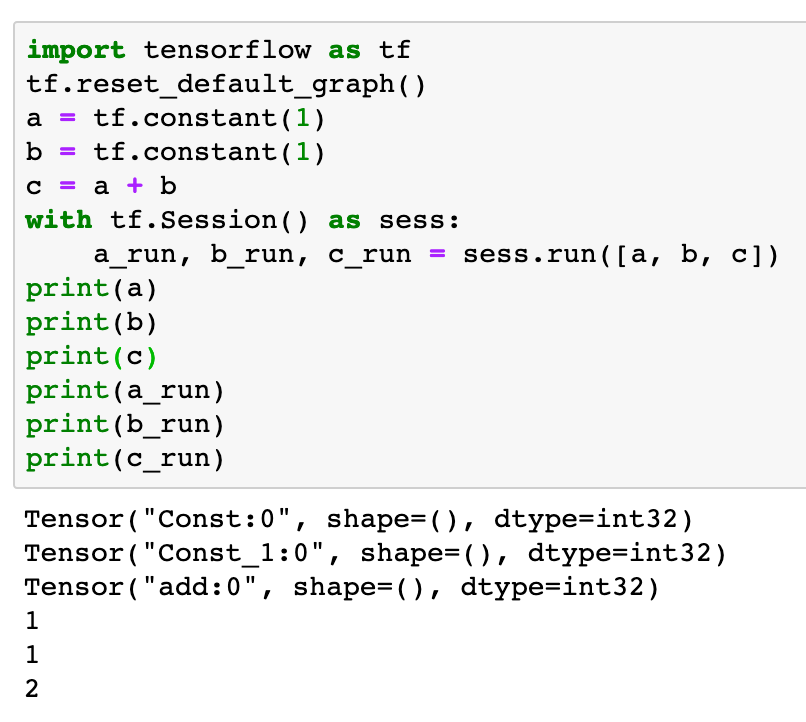 import tensorflow as tf
tf.reset_default_graph()
a = tf.constant(1)
b = tf.constant(1)
c = a + b
with tf.Session() as sess:
    a_run, b_run, c_run = sess.run([a, b, c])
print(a)
print(b)
print(c)
print(a_run)
print(b_run)
print(c_run)
Tensor("Const:0", shape=(), dtype=int32)
Tensor("Const_1:0", shape=(), dtype=int32)
Tensor("add:0", shape=(), dtype=int32)
1
1
2